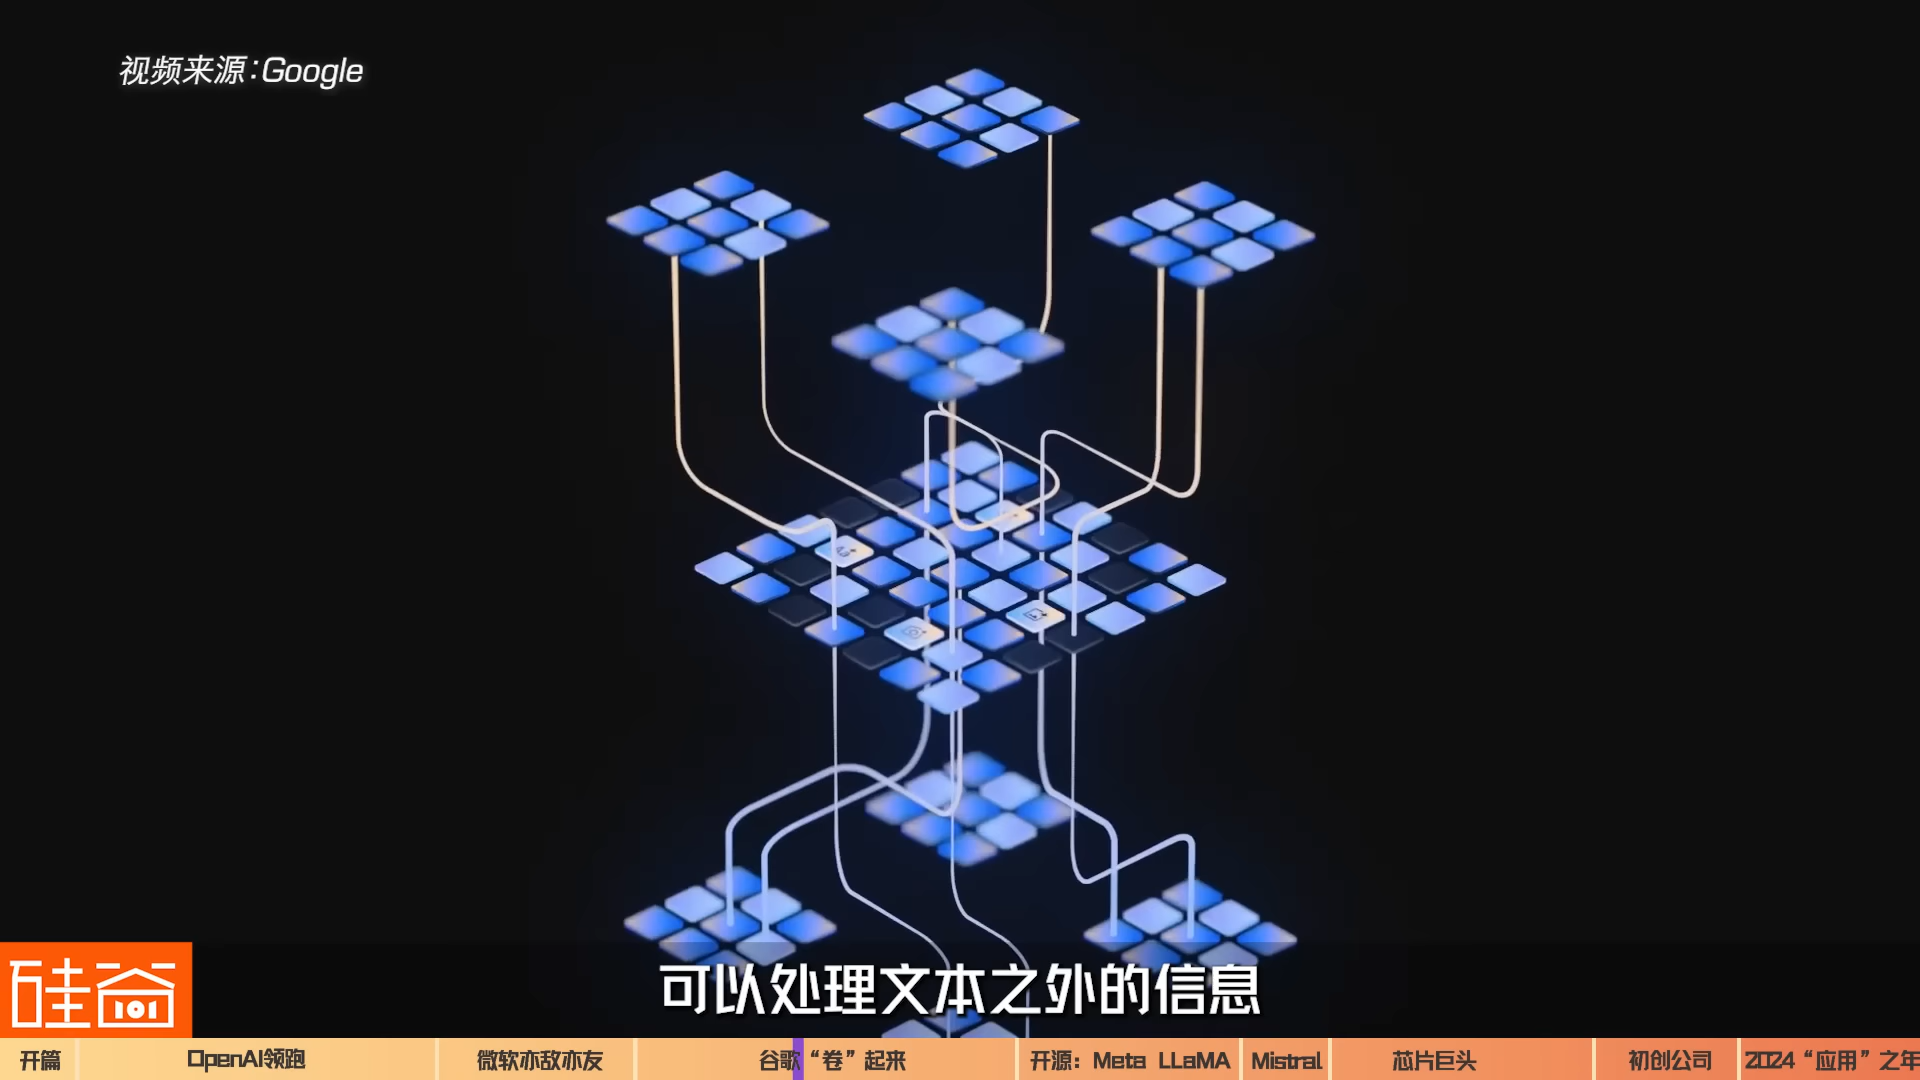 视频来源：Google
可以处理文本之外的信息
硅谷
101
开篇
OpenAI领跑
微软亦敌亦友
谷歌“卷”起来
开源：Meta LLaMA
Mistral
芯片巨头
初创公司
2024“应用”之年